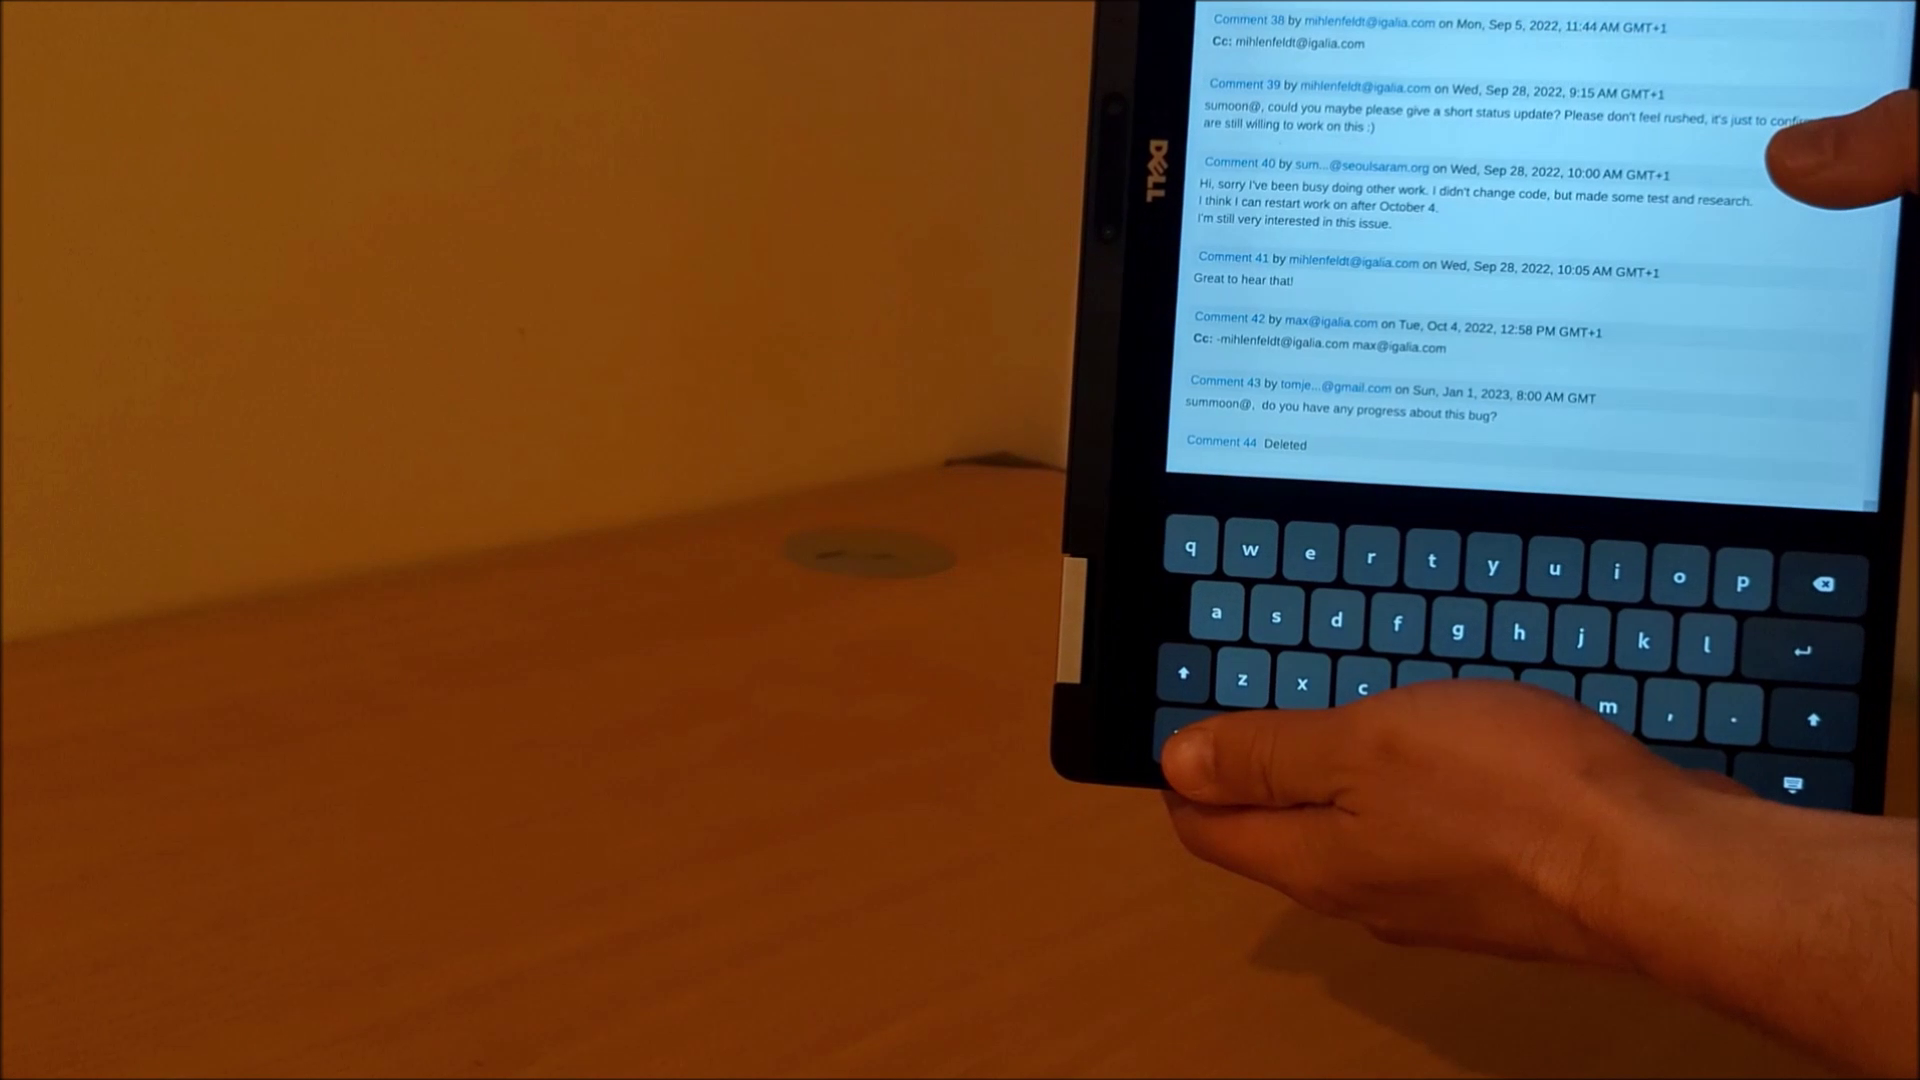 Comment 38 by mihlenfeldt@igalia.com on Mon, Sep 5, 2022, 11:44 AM GMT+1
Cc: mihlenfeldt@igalia.com
Comment 39 by mihlenfeldt@igalia.com on Wed, Sep 28, 2022, 9:15 AM GMT+1
sumoon@, could you maybe please give a short status update? Please don't feel rushed, it's just to
are still willing to work on this :)
Comment 40 by sum...@seoulsaram.org on Wed, Sep 28, 2022, 10:00 AM GMT+1
Hi, sorry I've been busy doing other work. I didn't change code, but made some test and research.
I think I can restart work on after October 4.
I'm still very interested in this issue.
Comment 41 by mihlenfeldt@igalia.com on Wed, Sep 28, 2022, 10:05 AM GMT+1
Great to hear that!
Comment 42 by max@igalia.com on Tue, Oct 4, 2022, 12:58 PM GMT+1
Cc: -mihlenfeldt@igalia.com max@igalia.com
Comment 43 by tomje...@gmail.com on Sun, Jan 1, 2023, 8:00 AM GMT
summoon@, do you have any progress about this bug?
Comment 44 Deleted
DELL
q w e r t y u i o p
a s d f g h j k l
z x c m , .